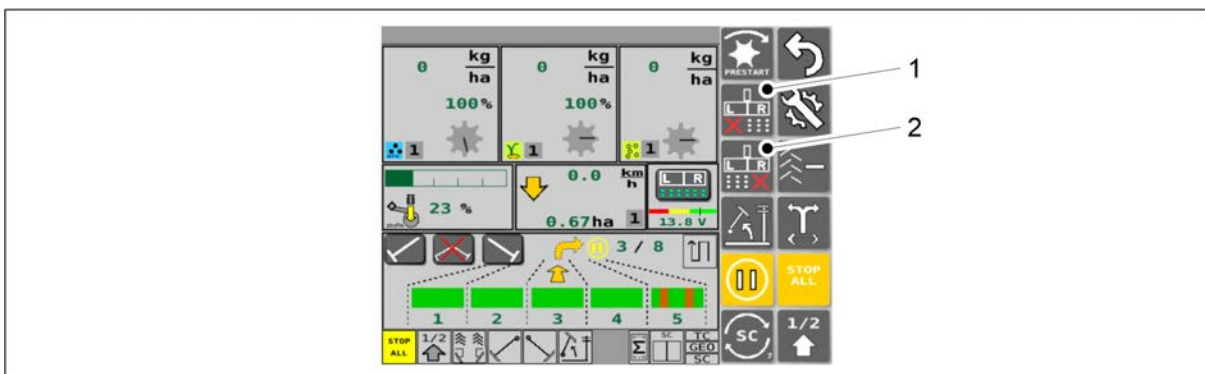 0 kg/ha 0 kg/ha 0 kg/ha
100% 100%
1 1 1
PRESTART
1
L R
2
L R
23 %
0.0 km/h
0.67ha 1
L R
13.8 V
3 / 8
1 2 3 4 5
STOP ALL
SC
1/2
STOP ALL
1/2
Σ
SC
TC
GEO
SC